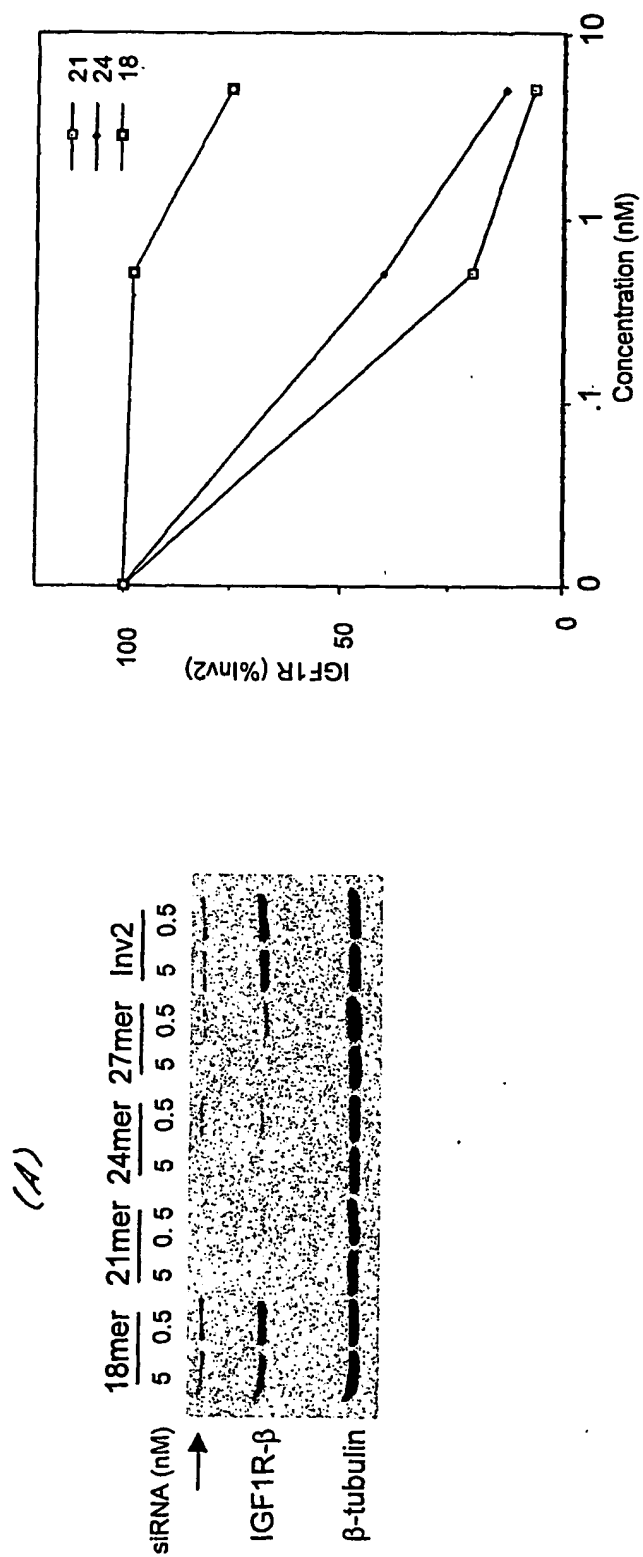 (A)
18mer 21mer 24mer 27mer Inv2
siRNA (nM) 5 0.5 5 0.5 5 0.5 5 0.5 5 0.5
IGF1R-β
β-tubulin
21
24
18
100
50
0
IGF1R (%Inv2)
0 .1 1 10
Concentration (nM)